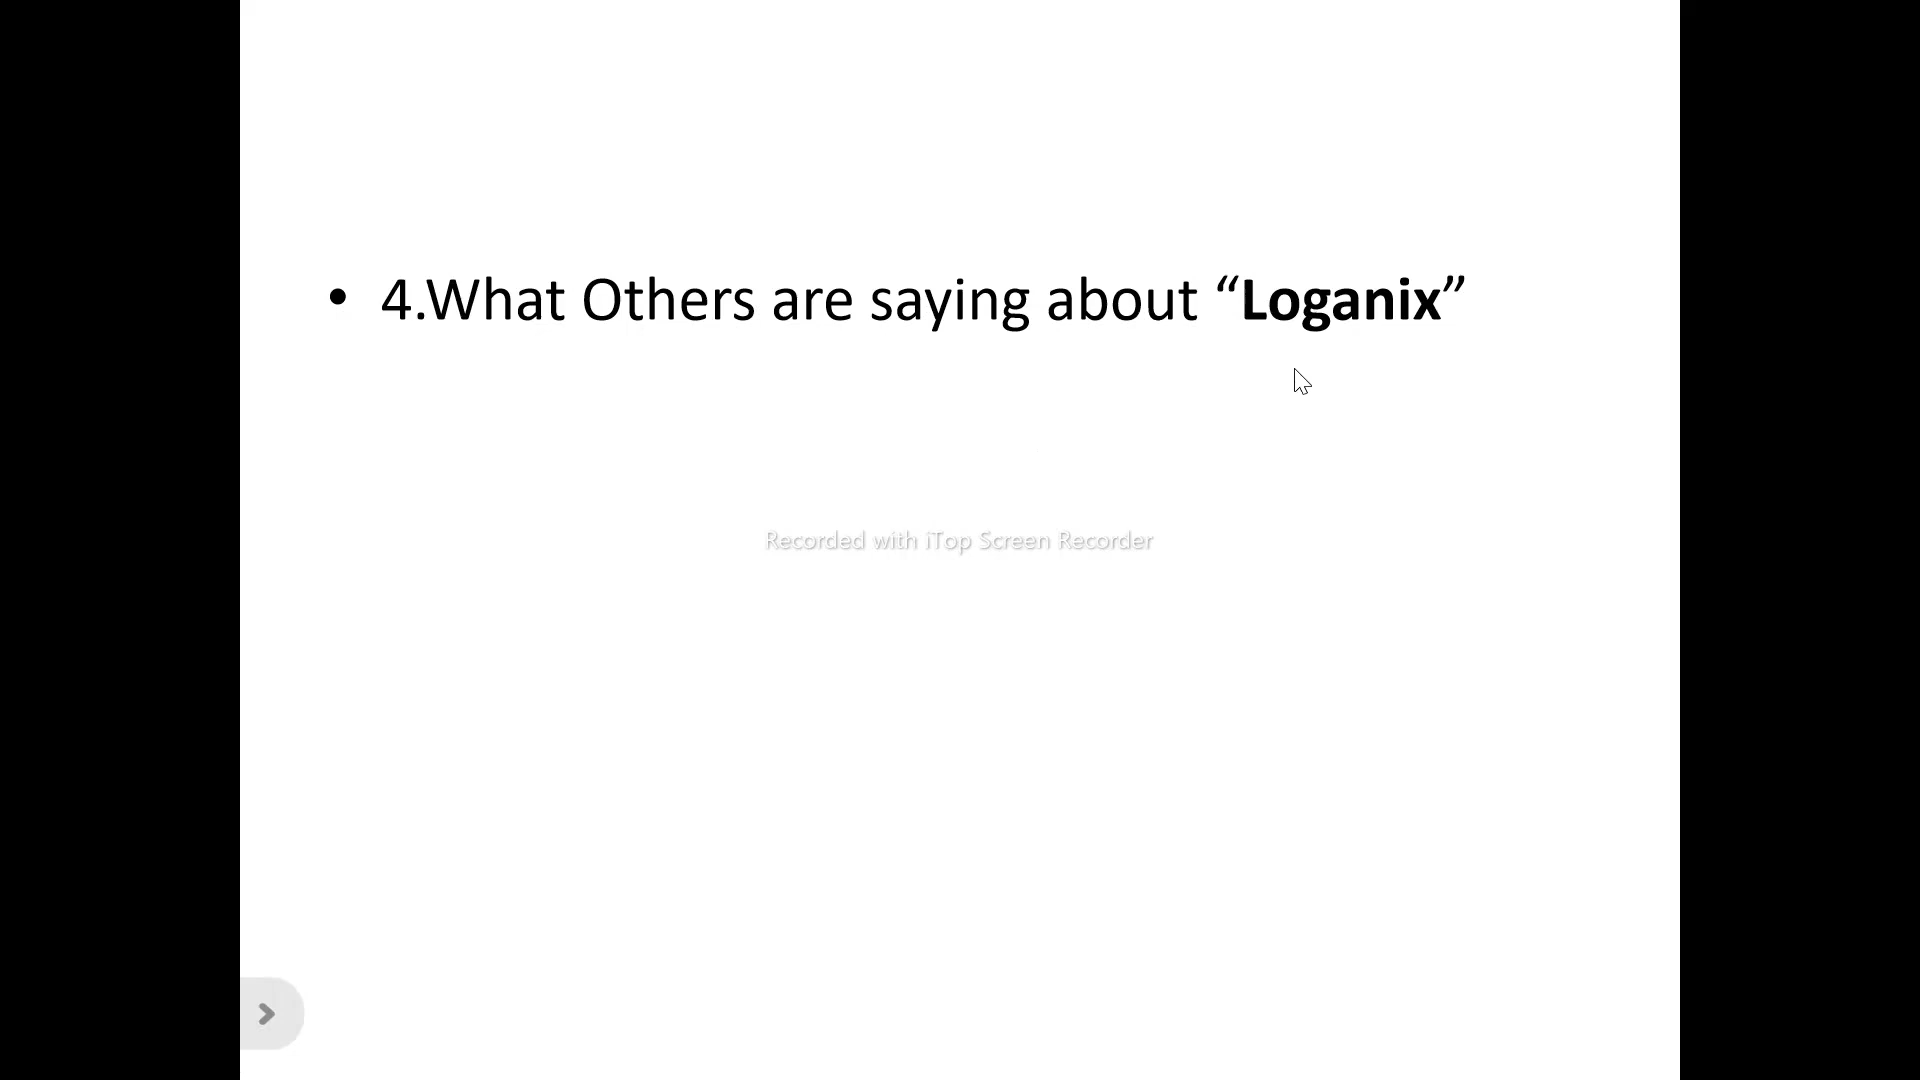 • 4.What Others are saying about “Loganix”
Recorded with iTop Screen Recorder